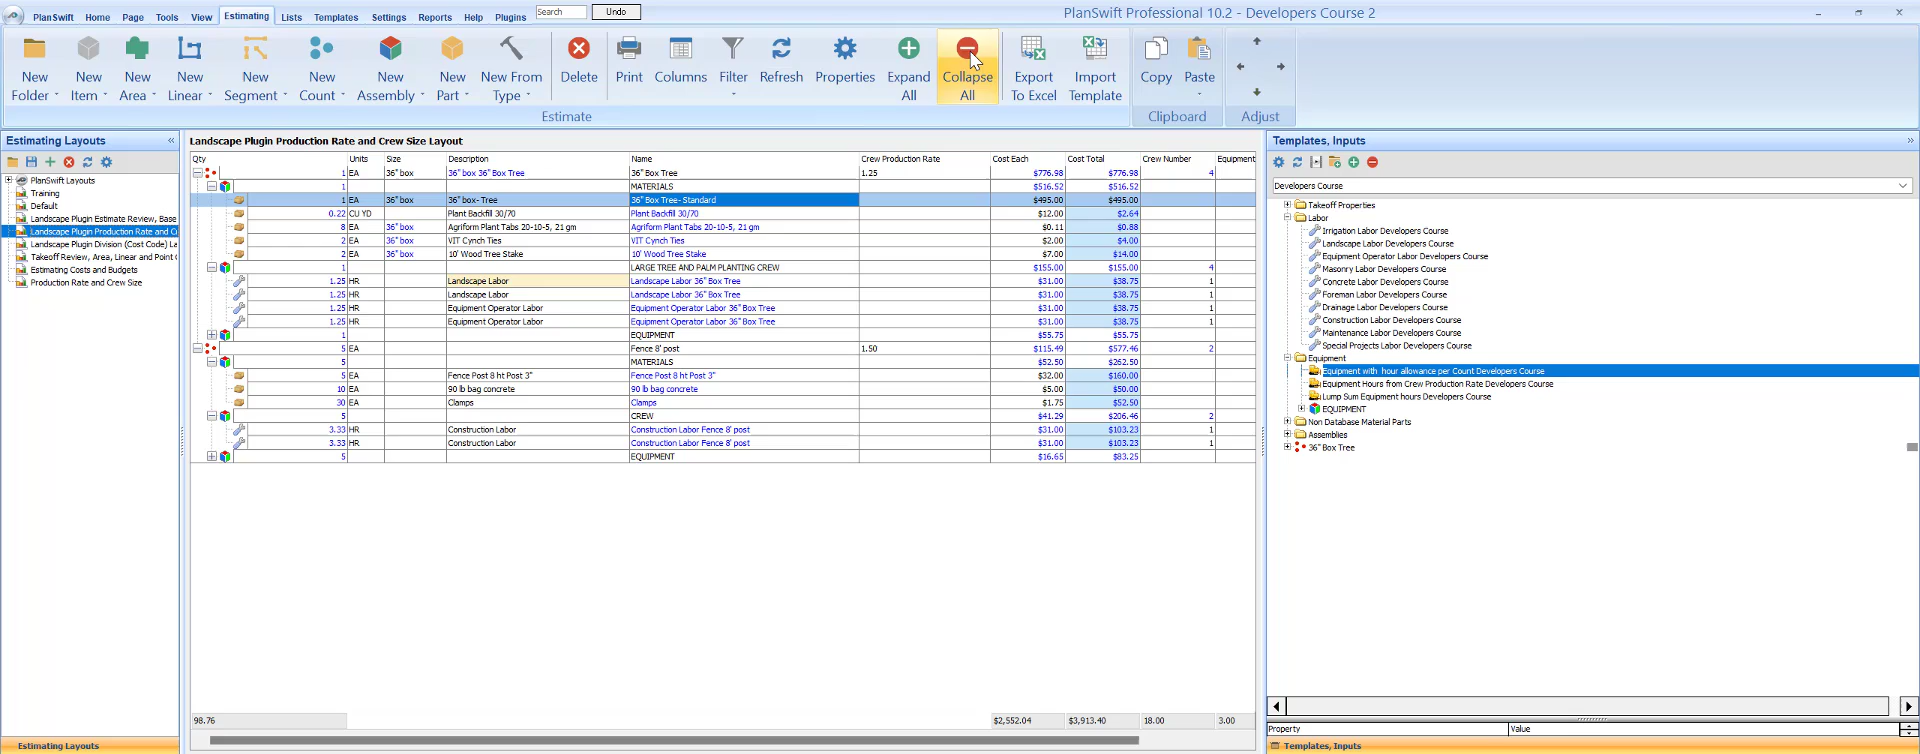 PlanSwift Home Page Tools View Estimating Lists Templates Settings Reports Help Plugins Search Undo PlanSwift Professional 10.2 - Developers Course 2
New Folder New Item New Area New Linear New Segment New Count New Assembly New Part New From Type Delete Print Columns Filter Refresh Properties Expand All Collapse All Export To Excel Import Template Copy Paste
Estimate Clipboard Adjust
Estimating Layouts «
PlanSwift Layouts
Training
Default
Landscape Plugin Estimate Review, Base
Landscape Plugin Production Rate and C
Landscape Plugin Division (Cost Code) La
Takeoff Review, Area, Linear and Point C
Estimating Costs and Budgets
Production Rate and Crew Size
Estimating Layouts
Landscape Plugin Production Rate and Crew Size Layout
Qty Units Size Description Name Crew Production Rate Cost Each Cost Total Crew Number Equipment
1 EA 36" box 36" box 36" Box Tree 36" Box Tree 1.25 $776.98 $776.98 4
1 MATERIALS $516.52 $516.52
1 EA 36" box 36" box- Tree 36" Box Tree- Standard $495.00 $495.00
0.22 CU YD Plant Backfill 30/70 Plant Backfill 30/70 $12.00 $2.64
8 EA 36" box Agriform Plant Tabs 20-10-5, 21 gm Agriform Plant Tabs 20-10-5, 21 gm $0.11 $0.88
2 EA 36" box VIT Cynch Ties VIT Cynch Ties $2.00 $4.00
2 EA 36" box 10' Wood Tree Stake 10' Wood Tree Stake $7.00 $14.00
1 LARGE TREE AND PALM PLANTING CREW $155.00 $155.00 4
1.25 HR Landscape Labor Landscape Labor 36" Box Tree $31.00 $38.75 1
1.25 HR Landscape Labor Landscape Labor 36" Box Tree $31.00 $38.75 1
1.25 HR Equipment Operator Labor Equipment Operator Labor 36" Box Tree $31.00 $38.75 1
1.25 HR Equipment Operator Labor Equipment Operator Labor 36" Box Tree $31.00 $38.75 1
1 EQUIPMENT $55.75 $55.75
5 EA Fence 8' post 1.50 $115.49 $577.46 2
5 MATERIALS $52.50 $262.50
5 EA Fence Post 8 ht Post 3" Fence Post 8 ht Post 3" $32.00 $160.00
10 EA 90 lb bag concrete 90 lb bag concrete $5.00 $50.00
30 EA Clamps Clamps $1.75 $52.50
5 CREW $41.29 $206.46 2
3.33 HR Construction Labor Construction Labor Fence 8' post $31.00 $103.23 1
3.33 HR Construction Labor Construction Labor Fence 8' post $31.00 $103.23 1
5 EQUIPMENT $16.65 $83.25
98.76 $2,552.04 $3,913.40 18.00 3.00
Templates, Inputs »
Developers Course
Takeoff Properties
Labor
Irrigation Labor Developers Course
Landscape Labor Developers Course
Equipment Operator Labor Developers Course
Masonry Labor Developers Course
Concrete Labor Developers Course
Foreman Labor Developers Course
Drainage Labor Developers Course
Construction Labor Developers Course
Maintenance Labor Developers Course
Special Projects Labor Developers Course
Equipment
Equipment with hour allowance per Count Developers Course
Equipment Hours from Crew Production Rate Developers Course
Lump Sum Equipment hours Developers Course
EQUIPMENT
Non Database Material Parts
Assemblies
36" Box Tree
Property Value
Templates, Inputs